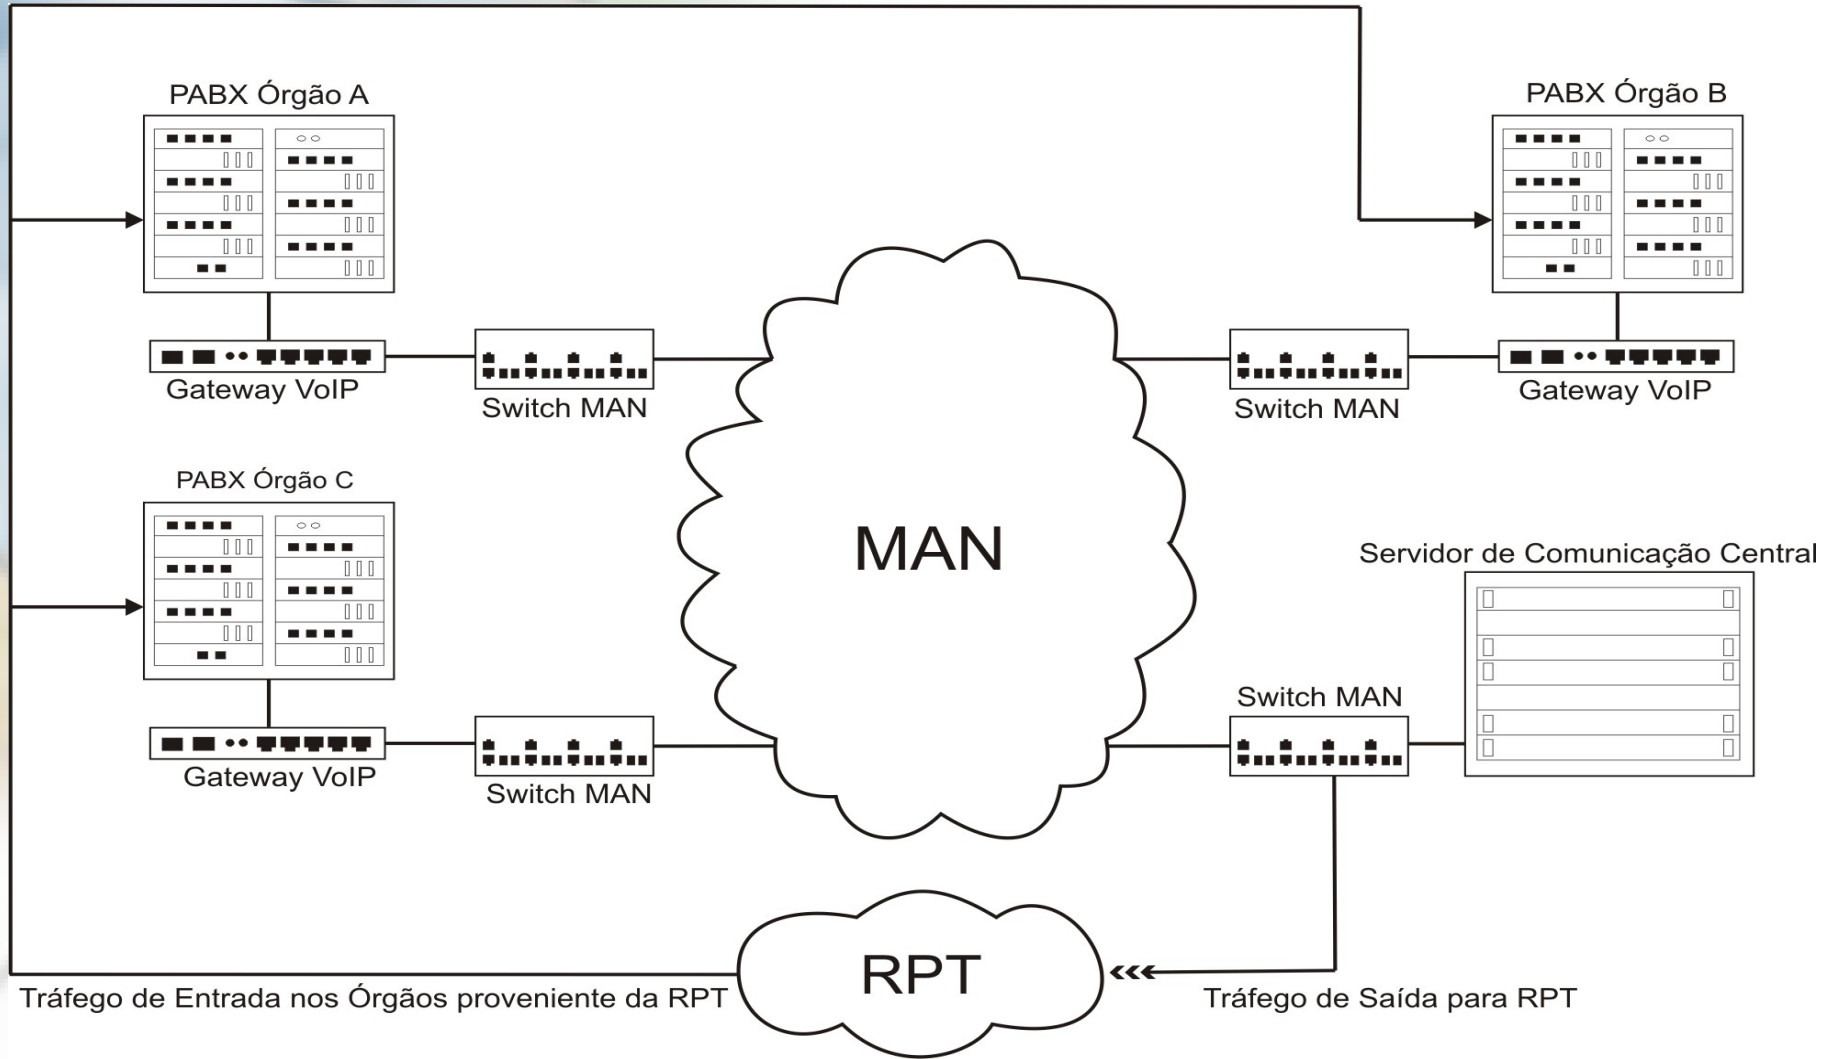 PABX Órgão A
PABX Órgão B
Gateway VoIP
Switch MAN
Switch MAN
Gateway VoIP
PABX Órgão C
MAN
Servidor de Comunicação Central
Switch MAN
Gateway VoIP
Switch MAN
RPT
Tráfego de Entrada nos Órgãos proveniente da RPT
Tráfego de Saída para RPT